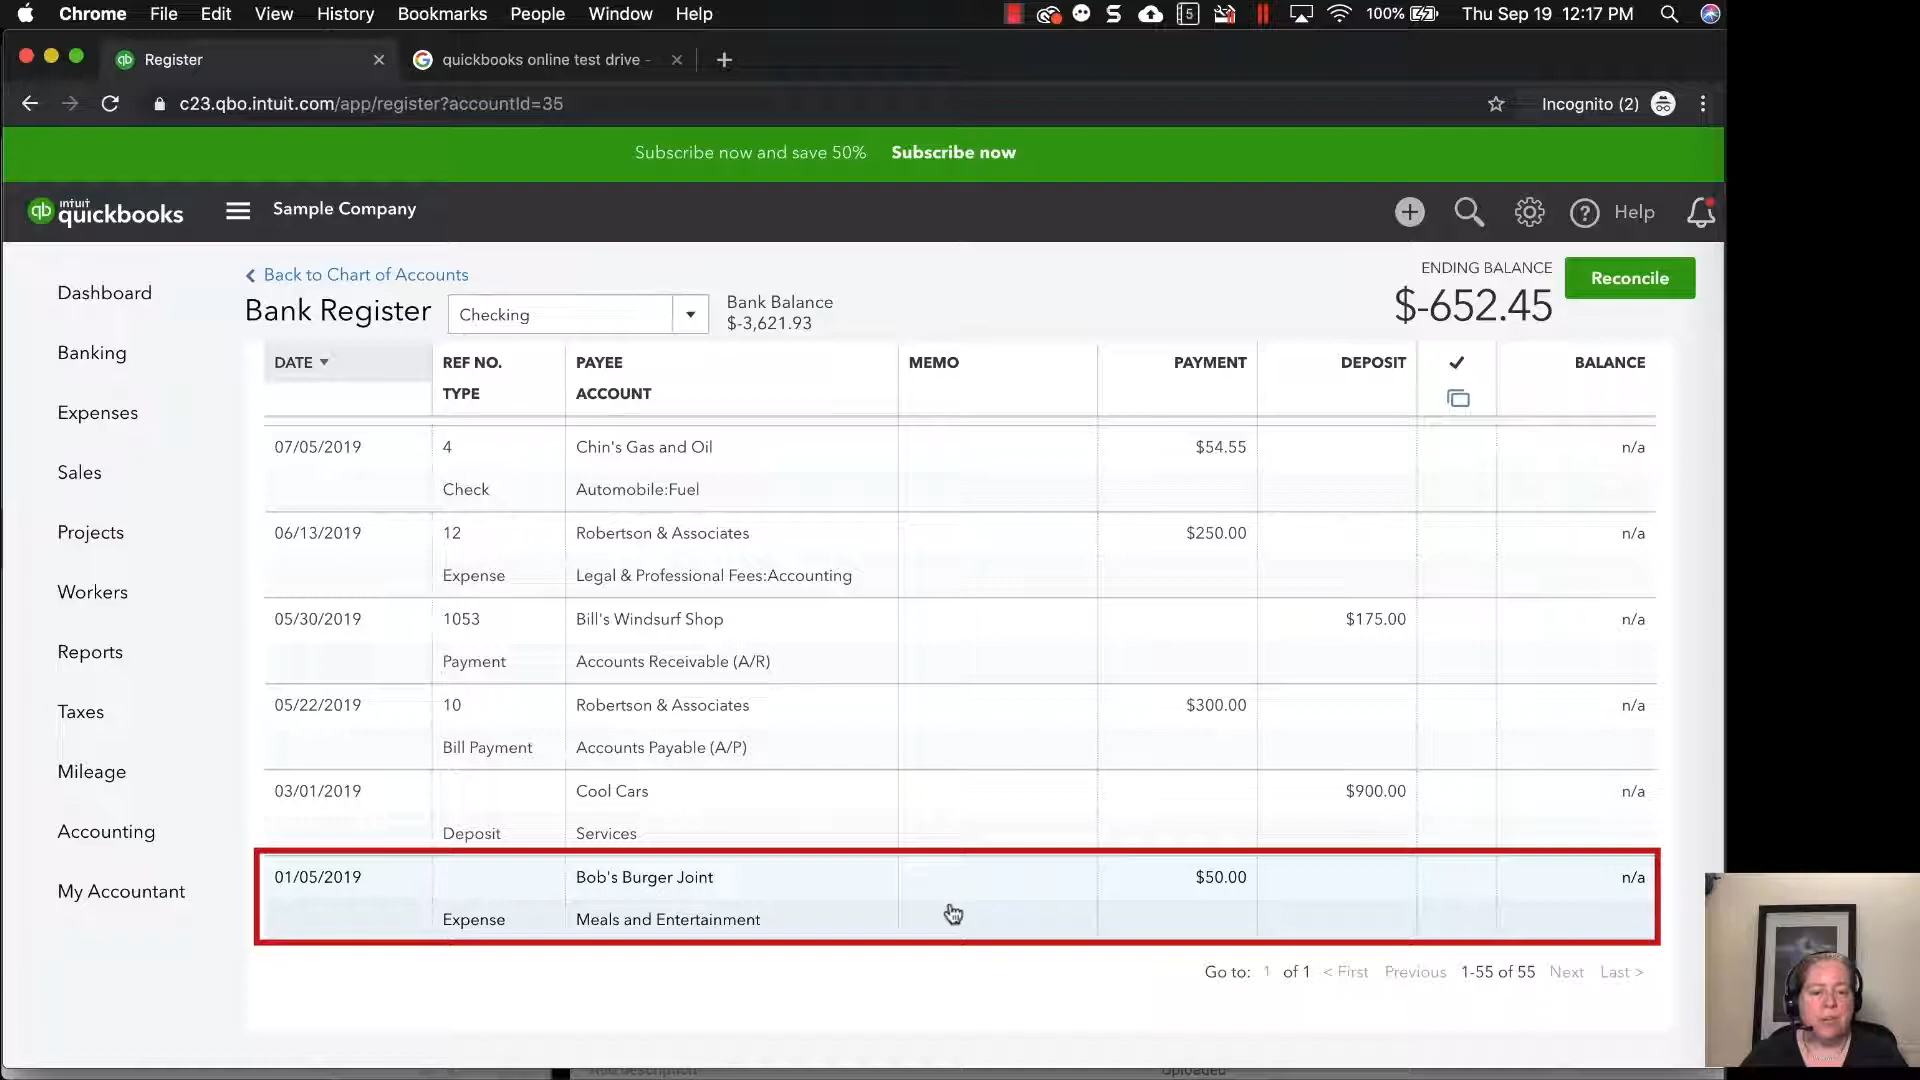 Chrome File Edit View History Bookmarks People Window Help 5 100% Thu Sep 19 12:17 PM
Register quickbooks online test drive -
c23.qbo.intuit.com/app/register?accountId=35 Incognito (2)
Subscribe now and save 50% Subscribe now
qb intuit quickbooks Sample Company Help
Dashboard
Banking
Expenses
Sales
Projects
Workers
Reports
Taxes
Mileage
Accounting
My Accountant
Back to Chart of Accounts
Bank Register Checking
Bank Balance
$-3,621.93
ENDING BALANCE
$-652.45
Reconcile
DATE REF NO. PAYEE MEMO PAYMENT DEPOSIT BALANCE
TYPE ACCOUNT
07/05/2019 4 Chin's Gas and Oil $54.55 n/a
Check Automobile:Fuel
06/13/2019 12 Robertson & Associates $250.00 n/a
Expense Legal & Professional Fees:Accounting
05/30/2019 1053 Bill's Windsurf Shop $175.00 n/a
Payment Accounts Receivable (A/R)
05/22/2019 10 Robertson & Associates $300.00 n/a
Bill Payment Accounts Payable (A/P)
03/01/2019 Cool Cars $900.00 n/a
Deposit Services
01/05/2019 Bob's Burger Joint $50.00 n/a
Expense Meals and Entertainment
Go to: 1 of 1 < First Previous 1-55 of 55 Next Last >